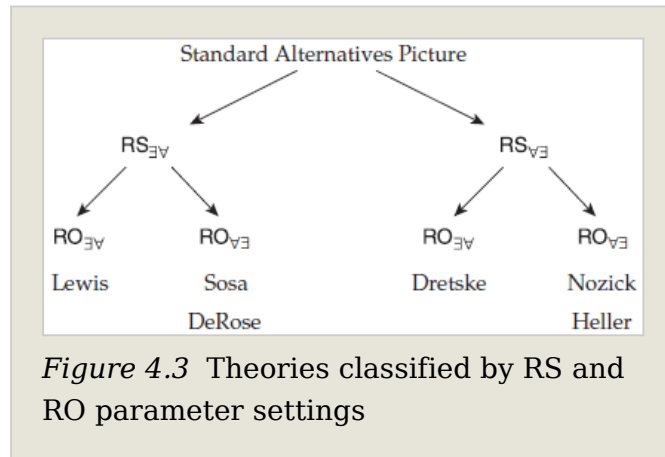 Standard Alternatives Picture
RS∃∀ RS∀∃
RO∃∀ RO∀∃ RO∃∀ RO∀∃
Lewis Sosa Dretske Nozick
DeRose Heller
Figure 4.3 Theories classified by RS and
RO parameter settings